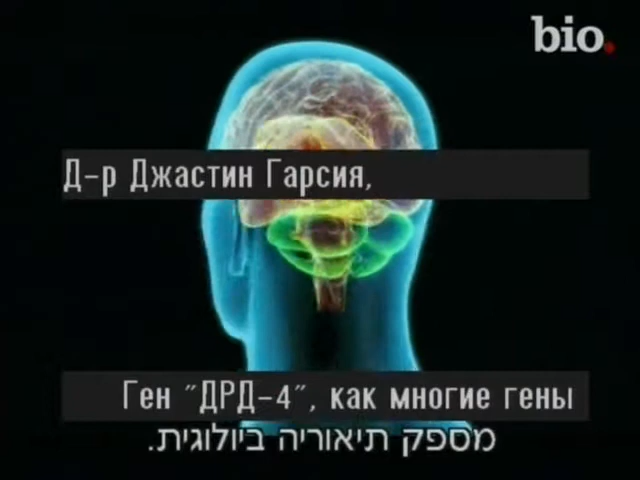 bio.
Д-р Джастин Гарсия,
Ген "ДРД-4", как многие гены
מספק תיאוריה ביולוגית.